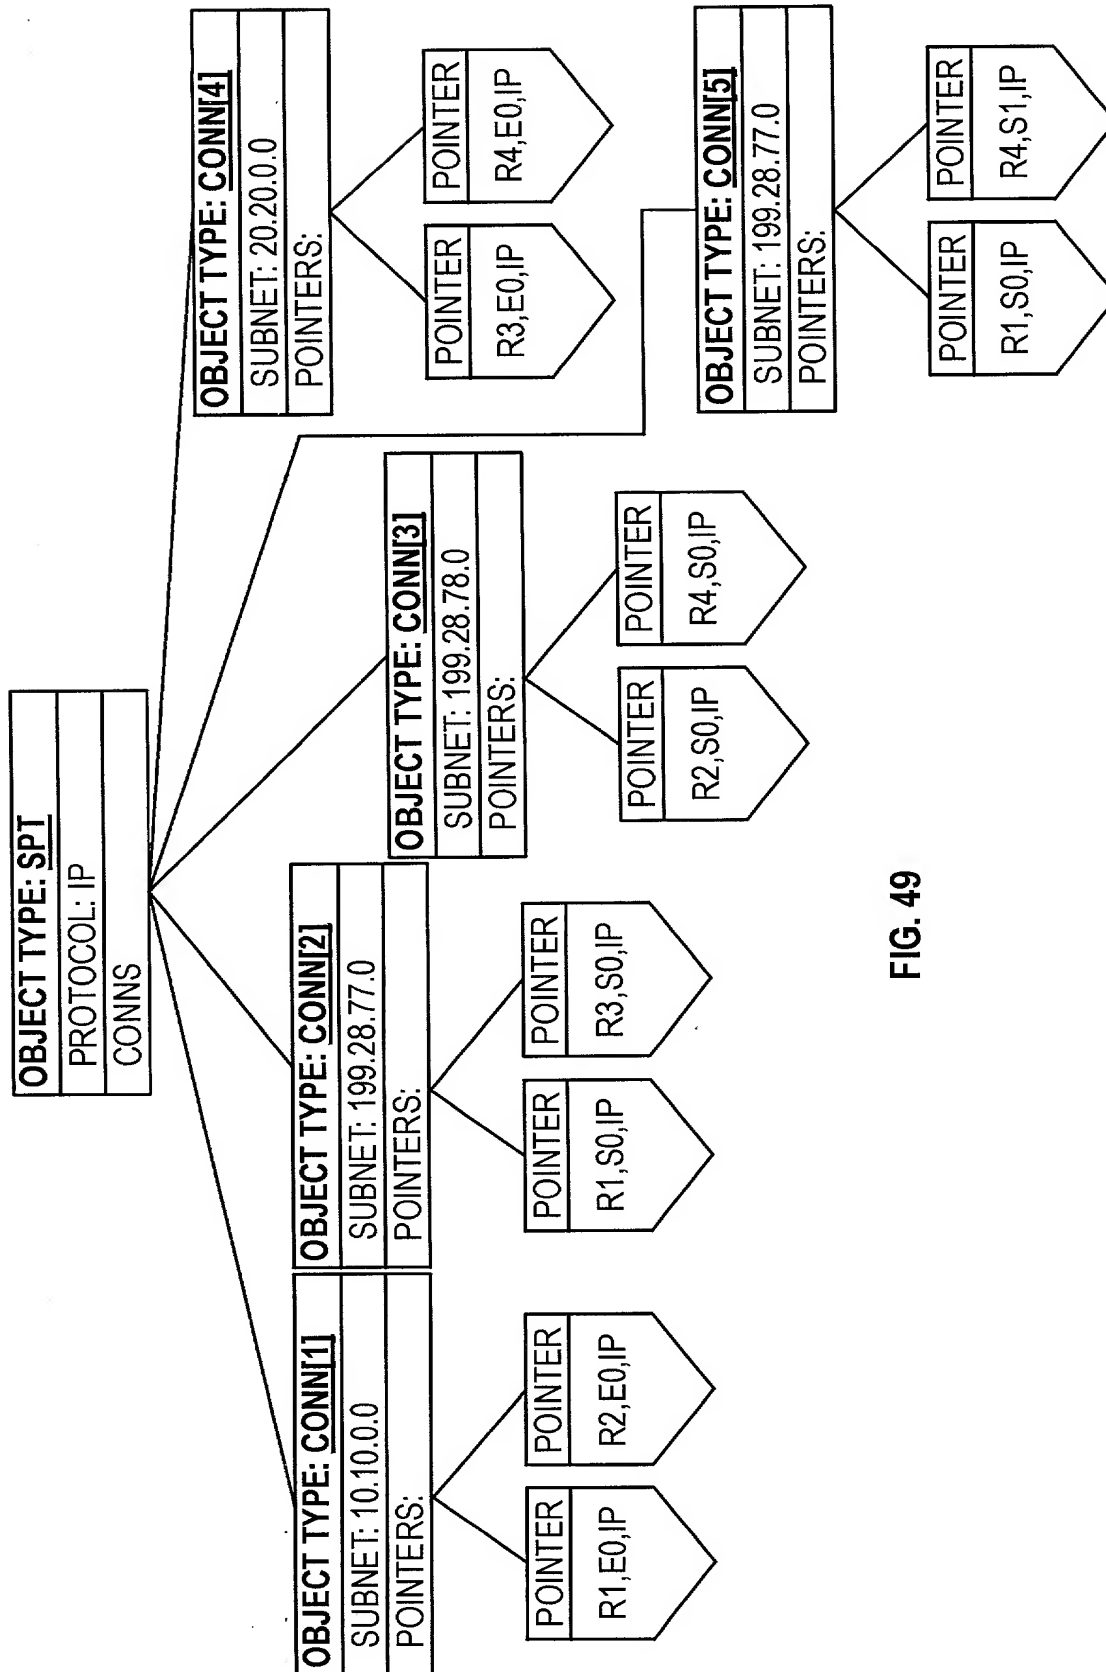 OBJECT TYPE: SPT
PROTOCOL: IP
CONNS
OBJECT TYPE: CONN[1]
SUBNET: 10.10.0.0
POINTERS:
POINTER
R1,E0,IP
POINTER
R2,E0,IP
OBJECT TYPE: CONN[2]
SUBNET: 199.28.77.0
POINTERS:
POINTER
R1,S0,IP
POINTER
R3,S0,IP
OBJECT TYPE: CONN[3]
SUBNET: 199.28.78.0
POINTERS:
POINTER
R2,S0,IP
POINTER
R4,S0,IP
OBJECT TYPE: CONN[4]
SUBNET: 20.20.0.0
POINTERS:
POINTER
R3,E0,IP
POINTER
R4,E0,IP
OBJECT TYPE: CONN[5]
SUBNET: 199.28.77.0
POINTERS:
POINTER
R1,S0,IP
POINTER
R4,S1,IP
FIG. 49